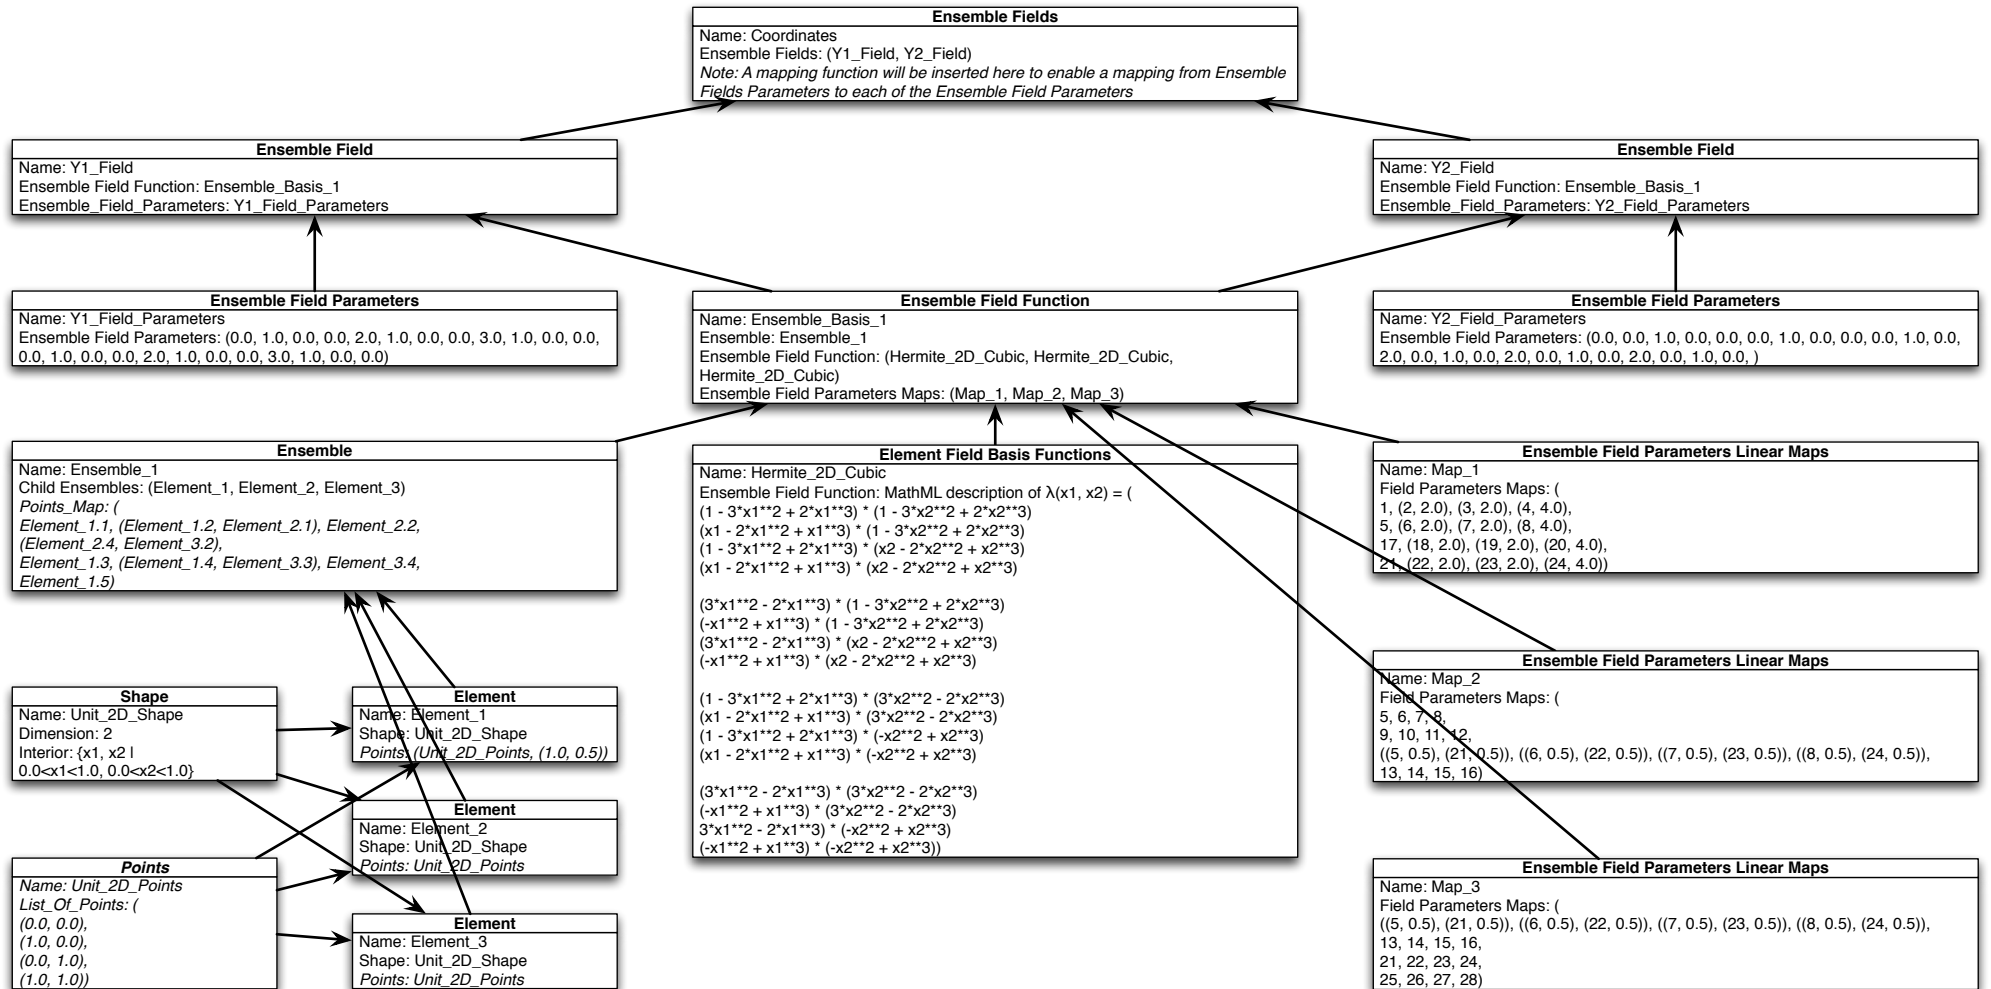 Ensemble Fields
Name: Coordinates
Ensemble Fields: (Y1_Field, Y2_Field)
Note: A mapping function will be inserted here to enable a mapping from Ensemble
Fields Parameters to each of the Ensemble Field Parameters
Ensemble Field
Name: Y1_Field
Ensemble Field Function: Ensemble_Basis_1
Ensemble_Field_Parameters: Y1_Field_Parameters
Ensemble Field
Name: Y2_Field
Ensemble Field Function: Ensemble_Basis_1
Ensemble_Field_Parameters: Y2_Field_Parameters
Ensemble Field Parameters
Name: Y1_Field_Parameters
Ensemble Field Parameters: (0.0, 1.0, 0.0, 0.0, 2.0, 1.0, 0.0, 0.0, 3.0, 1.0, 0.0, 0.0,
0.0, 1.0, 0.0, 0.0, 2.0, 1.0, 0.0, 0.0, 3.0, 1.0, 0.0, 0.0)
Ensemble Field Function
Name: Ensemble_Basis_1
Ensemble: Ensemble_1
Ensemble Field Function: (Hermite_2D_Cubic, Hermite_2D_Cubic,
Hermite_2D_Cubic)
Ensemble Field Parameters Maps: (Map_1, Map_2, Map_3)
Ensemble Field Parameters
Name: Y2_Field_Parameters
Ensemble Field Parameters: (0.0, 0.0, 1.0, 0.0, 0.0, 0.0, 1.0, 0.0, 0.0, 0.0, 1.0, 0.0,
2.0, 0.0, 1.0, 0.0, 2.0, 0.0, 1.0, 0.0, 2.0, 0.0, 1.0, 0.0, )
Ensemble
Name: Ensemble_1
Child Ensembles: (Element_1, Element_2, Element_3)
Points_Map: (
Element_1.1, (Element_1.2, Element_2.1), Element_2.2,
(Element_2.4, Element_3.2),
Element_1.3, (Element_1.4, Element_3.3), Element_3.4,
Element_1.5)
Element Field Basis Functions
Name: Hermite_2D_Cubic
Ensemble Field Function: MathML description of λ(x1, x2) = (
(1 - 3*x1**2 + 2*x1**3) * (1 - 3*x2**2 + 2*x2**3)
(x1 - 2*x1**2 + x1**3) * (1 - 3*x2**2 + 2*x2**3)
(1 - 3*x1**2 + 2*x1**3) * (x2 - 2*x2**2 + x2**3)
(x1 - 2*x1**2 + x1**3) * (x2 - 2*x2**2 + x2**3)
(3*x1**2 - 2*x1**3) * (1 - 3*x2**2 + 2*x2**3)
(-x1**2 + x1**3) * (1 - 3*x2**2 + 2*x2**3)
(3*x1**2 - 2*x1**3) * (x2 - 2*x2**2 + x2**3)
(-x1**2 + x1**3) * (x2 - 2*x2**2 + x2**3)
(1 - 3*x1**2 + 2*x1**3) * (3*x2**2 - 2*x2**3)
(x1 - 2*x1**2 + x1**3) * (3*x2**2 - 2*x2**3)
(1 - 3*x1**2 + 2*x1**3) * (-x2**2 + x2**3)
(x1 - 2*x1**2 + x1**3) * (-x2**2 + x2**3)
(3*x1**2 - 2*x1**3) * (3*x2**2 - 2*x2**3)
(-x1**2 + x1**3) * (3*x2**2 - 2*x2**3)
3*x1**2 - 2*x1**3) * (-x2**2 + x2**3)
(-x1**2 + x1**3) * (-x2**2 + x2**3))
Ensemble Field Parameters Linear Maps
Name: Map_1
Field Parameters Maps: (
1, (2, 2.0), (3, 2.0), (4, 4.0),
5, (6, 2.0), (7, 2.0), (8, 4.0),
17, (18, 2.0), (19, 2.0), (20, 4.0),
21, (22, 2.0), (23, 2.0), (24, 4.0))
Ensemble Field Parameters Linear Maps
Name: Map_2
Field Parameters Maps: (
5, 6, 7, 8,
9, 10, 11, 12,
((5, 0.5), (21, 0.5)), ((6, 0.5), (22, 0.5)), ((7, 0.5), (23, 0.5)), ((8, 0.5), (24, 0.5)),
13, 14, 15, 16)
Shape
Name: Unit_2D_Shape
Dimension: 2
Interior: {x1, x2 |
0.0<x1<1.0, 0.0<x2<1.0}
Element
Name: Element_1
Shape: Unit_2D_Shape
Points: (Unit_2D_Points, (1.0, 0.5))
Element
Name: Element_2
Shape: Unit_2D_Shape
Points: Unit_2D_Points
Points
Name: Unit_2D_Points
List_Of_Points: (
(0.0, 0.0),
(1.0, 0.0),
(0.0, 1.0),
(1.0, 1.0))
Element
Name: Element_3
Shape: Unit_2D_Shape
Points: Unit_2D_Points
Ensemble Field Parameters Linear Maps
Name: Map_3
Field Parameters Maps: (
((5, 0.5), (21, 0.5)), ((6, 0.5), (22, 0.5)), ((7, 0.5), (23, 0.5)), ((8, 0.5), (24, 0.5)),
13, 14, 15, 16,
21, 22, 23, 24,
25, 26, 27, 28)